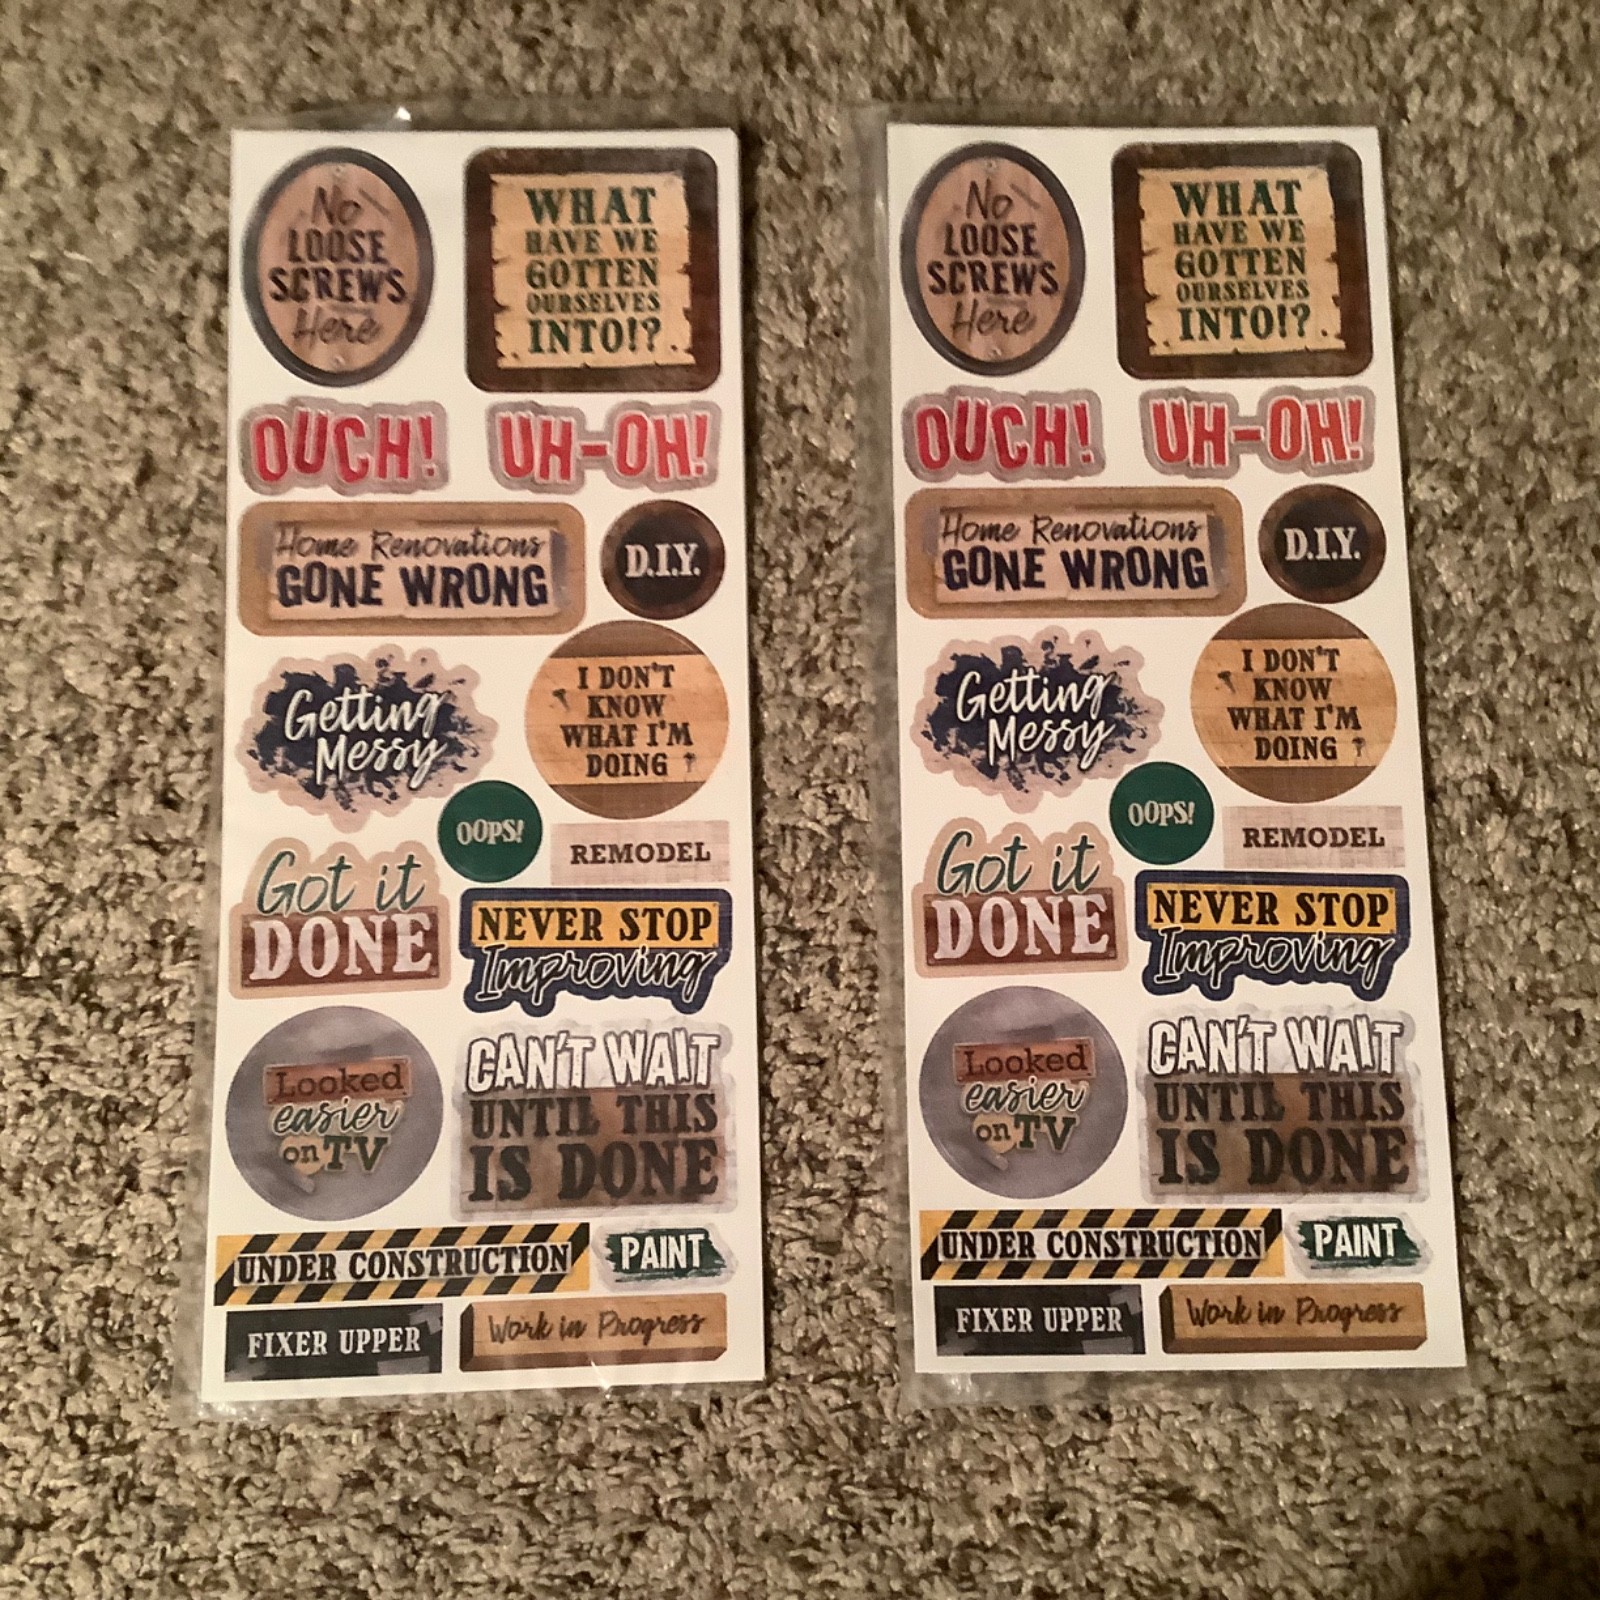 No
LOOSE
SCREWS
Here
WHAT
HAVE WE
GOTTEN
OURSELVES
INTO!?
OUCH!
UH-OH!
Home Renovations
GONE WRONG
D.I.Y.
Getting
Messy
I DON'T
KNOW
WHAT I'M
DOING
OOPS!
REMODEL
Got it
DONE
NEVER STOP
Improving
Looked
easier
on TV
CAN'T WAIT
UNTIL THIS
IS DONE
UNDER CONSTRUCTION
PAINT
FIXER UPPER
Work in Progress
No
LOOSE
SCREWS
Here
WHAT
HAVE WE
GOTTEN
OURSELVES
INTO!?
OUCH!
UH-OH!
Home Renovations
GONE WRONG
D.I.Y.
Getting
Messy
I DON'T
KNOW
WHAT I'M
DOING
OOPS!
REMODEL
Got it
DONE
NEVER STOP
Improving
Looked
easier
on TV
CAN'T WAIT
UNTIL THIS
IS DONE
UNDER CONSTRUCTION
PAINT
FIXER UPPER
Work in Progress